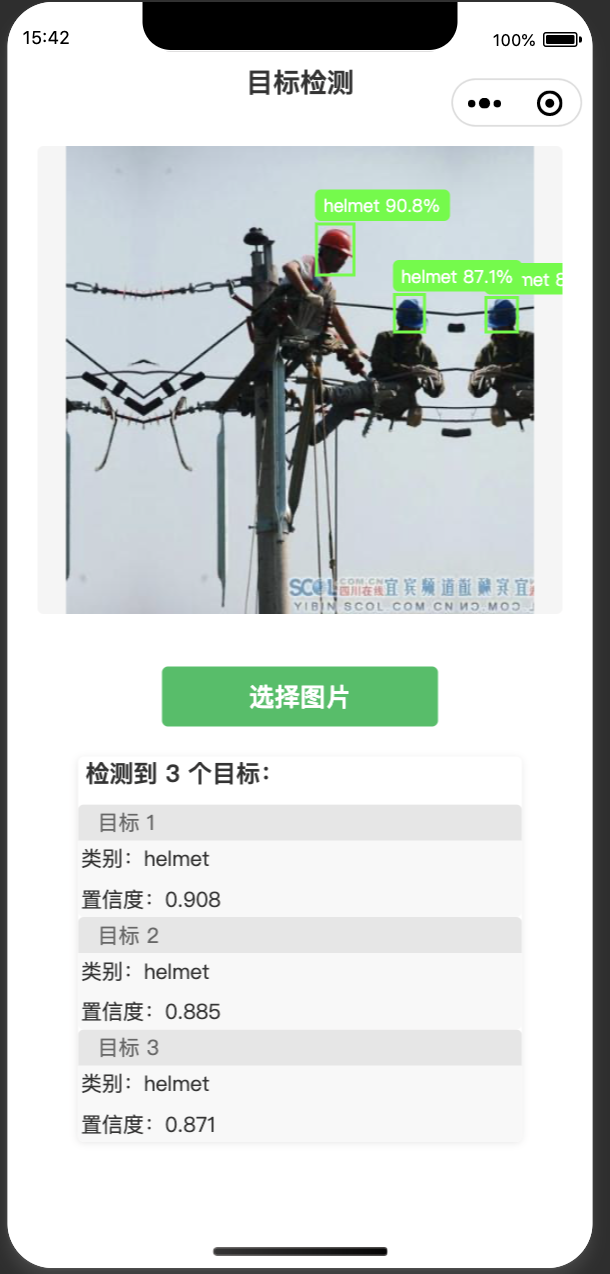 15:42
100%
目标检测
helmet 90.8%
helmet 87.1%
met 8
SCOL
.COM.CN
四川在线
宜宾频道
YIBIN SCOL COM CN
选择图片
检测到 3 个目标：
目标 1
类别：helmet
置信度：0.908
目标 2
类别：helmet
置信度：0.885
目标 3
类别：helmet
置信度：0.871